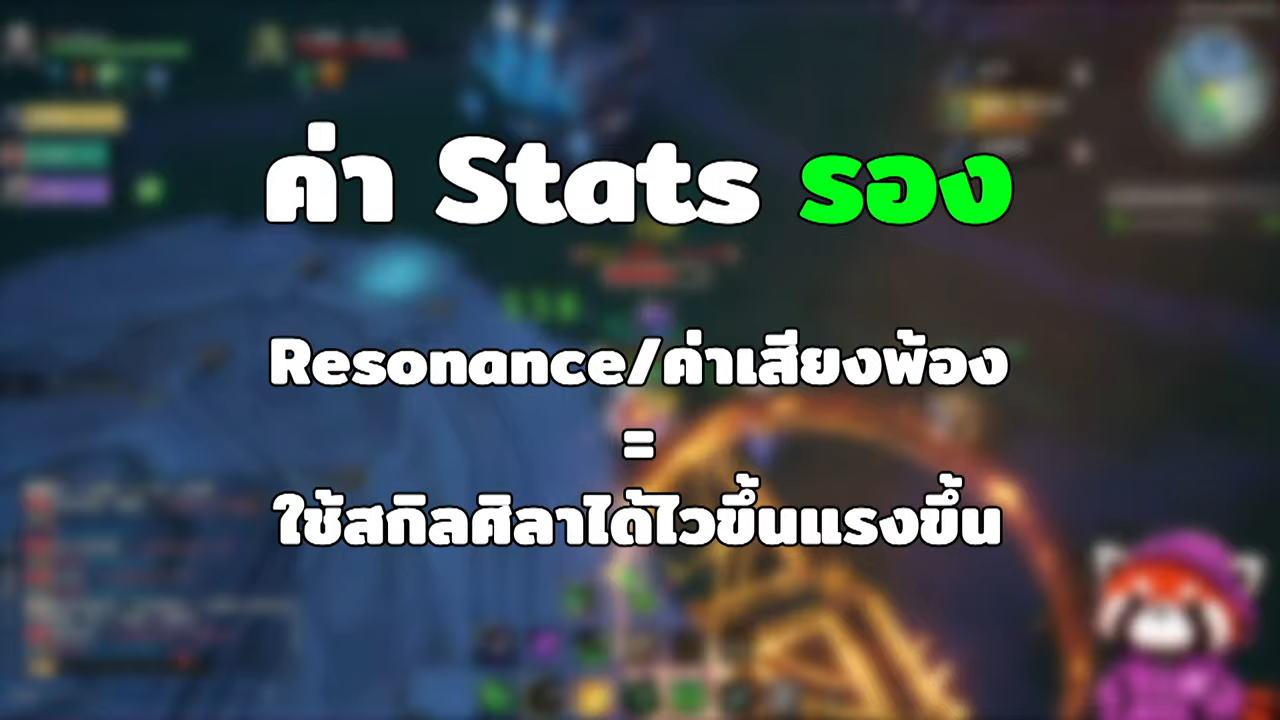 ค่า Stats รอง
Resonance/ค่าเสียงพ้อง
=
ใช้สกิลศิลาได้ไวขึ้นแรงขึ้น